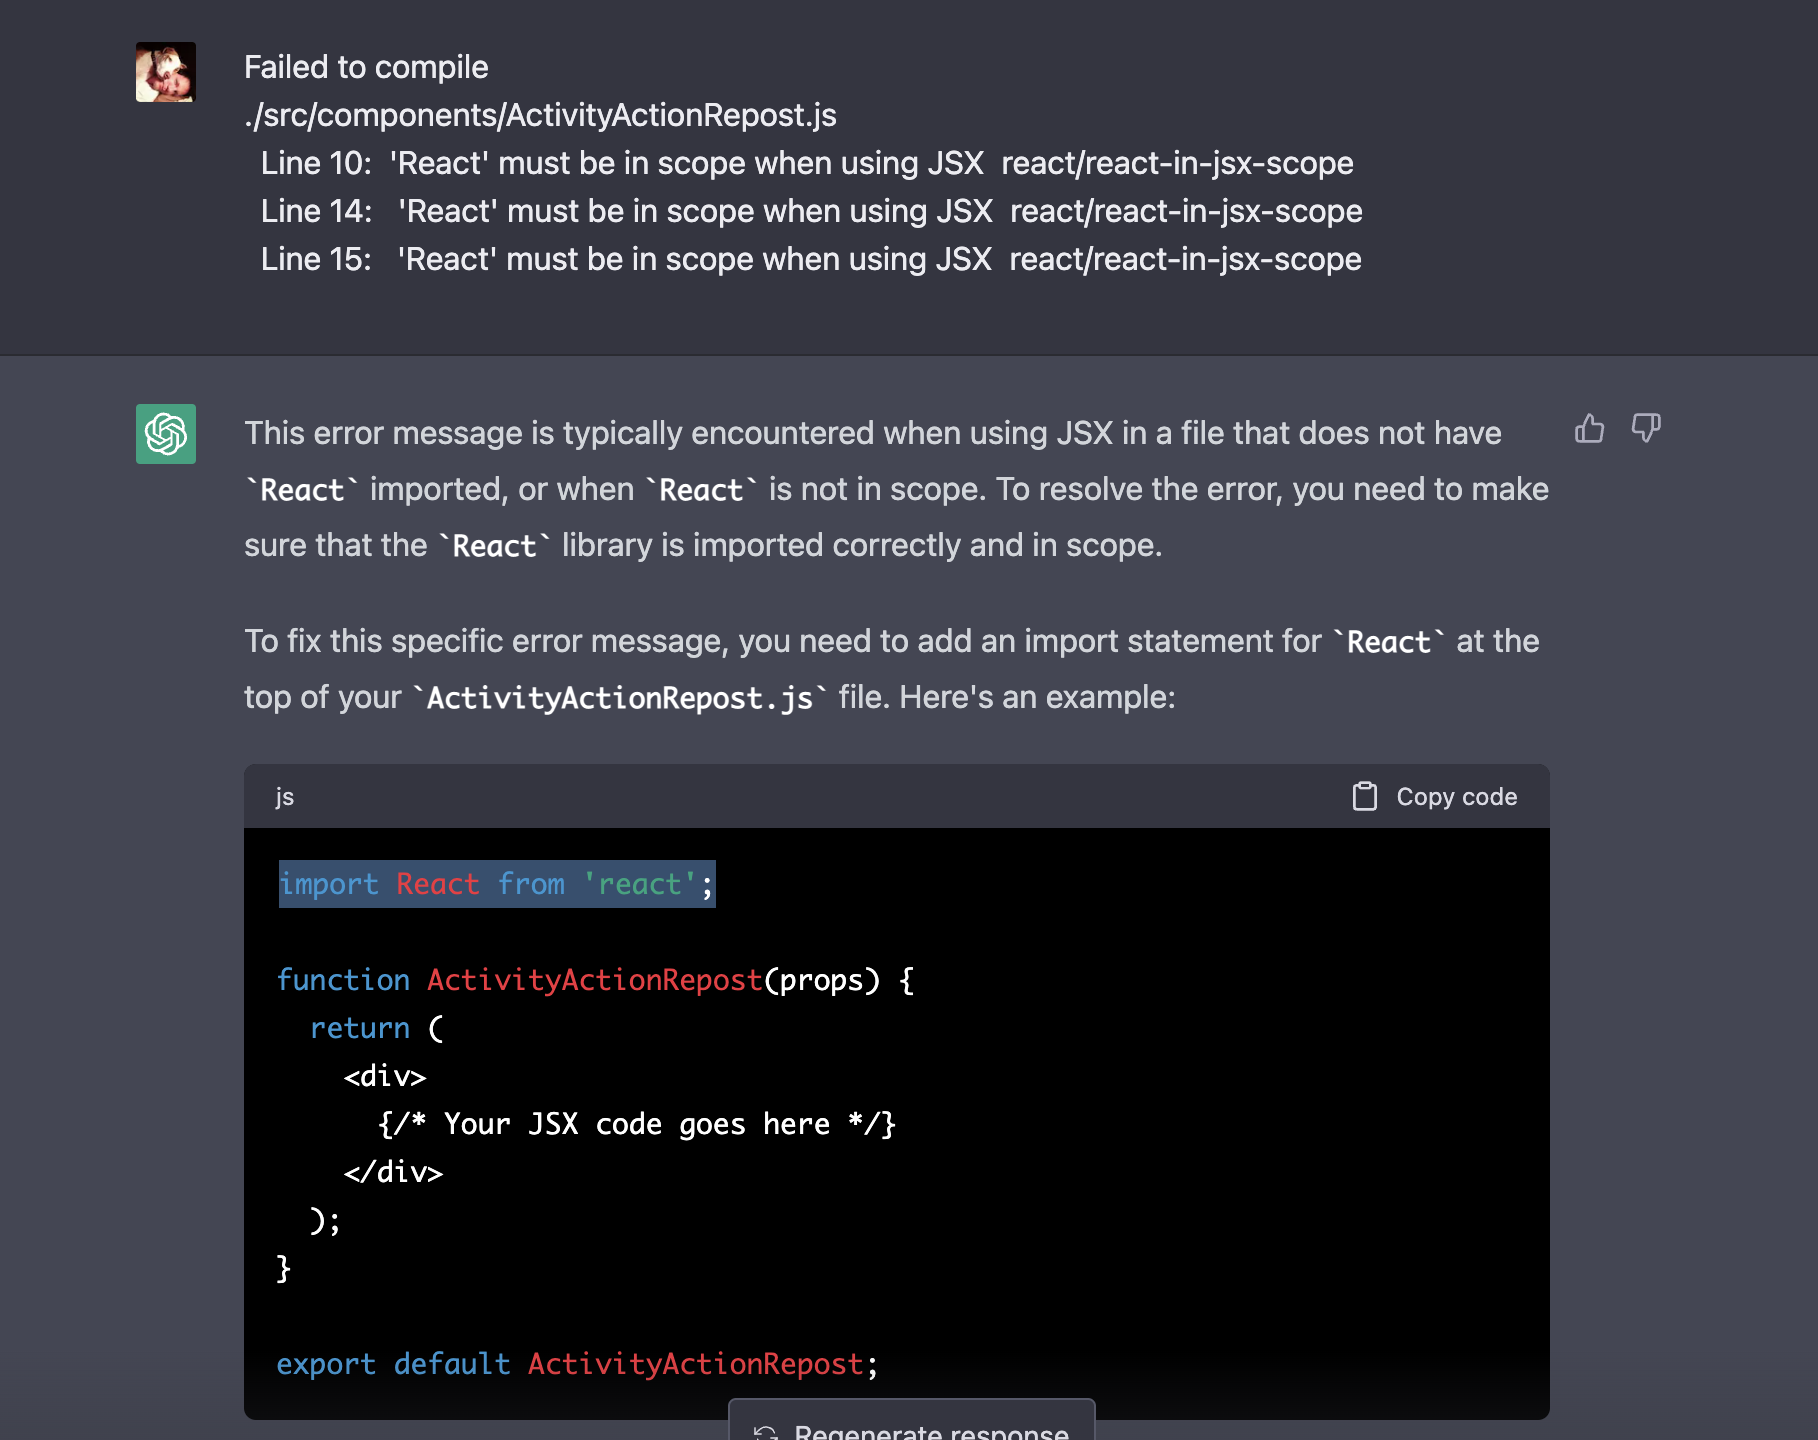 Failed to compile
./src/components/ActivityActionRepost.js
Line 10:  'React' must be in scope when using JSX  react/react-in-jsx-scope
Line 14:   'React' must be in scope when using JSX  react/react-in-jsx-scope
Line 15:   'React' must be in scope when using JSX  react/react-in-jsx-scope
This error message is typically encountered when using JSX in a file that does not have
`React` imported, or when `React` is not in scope. To resolve the error, you need to make
sure that the `React` library is imported correctly and in scope.
To fix this specific error message, you need to add an import statement for `React` at the
top of your `ActivityActionRepost.js` file. Here's an example:
js Copy code
import React from 'react';
function ActivityActionRepost(props) {
  return (
    <div>
      {/* Your JSX code goes here */}
    </div>
  );
}
export default ActivityActionRepost;
Regenerate response